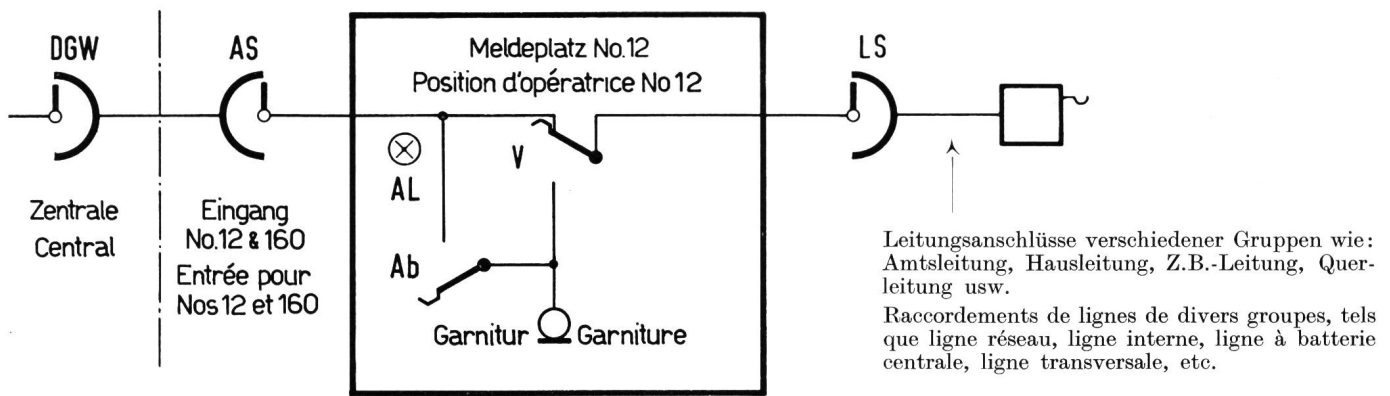 DGW
AS
Meldeplatz No.12
Position d'opératrice No 12
LS
V
AL
Zentrale
Central
Eingang
No.12 & 160
Entrée pour
Nos 12 et 160
Ab
Garnitur Garniture
Leitungsanschlüsse verschiedener Gruppen wie:
Amtsleitung, Hausleitung, Z.B.-Leitung, Quer-
leitung usw.
Raccordements de lignes de divers groupes, tels
que ligne réseau, ligne interne, ligne à batterie
centrale, ligne transversale, etc.